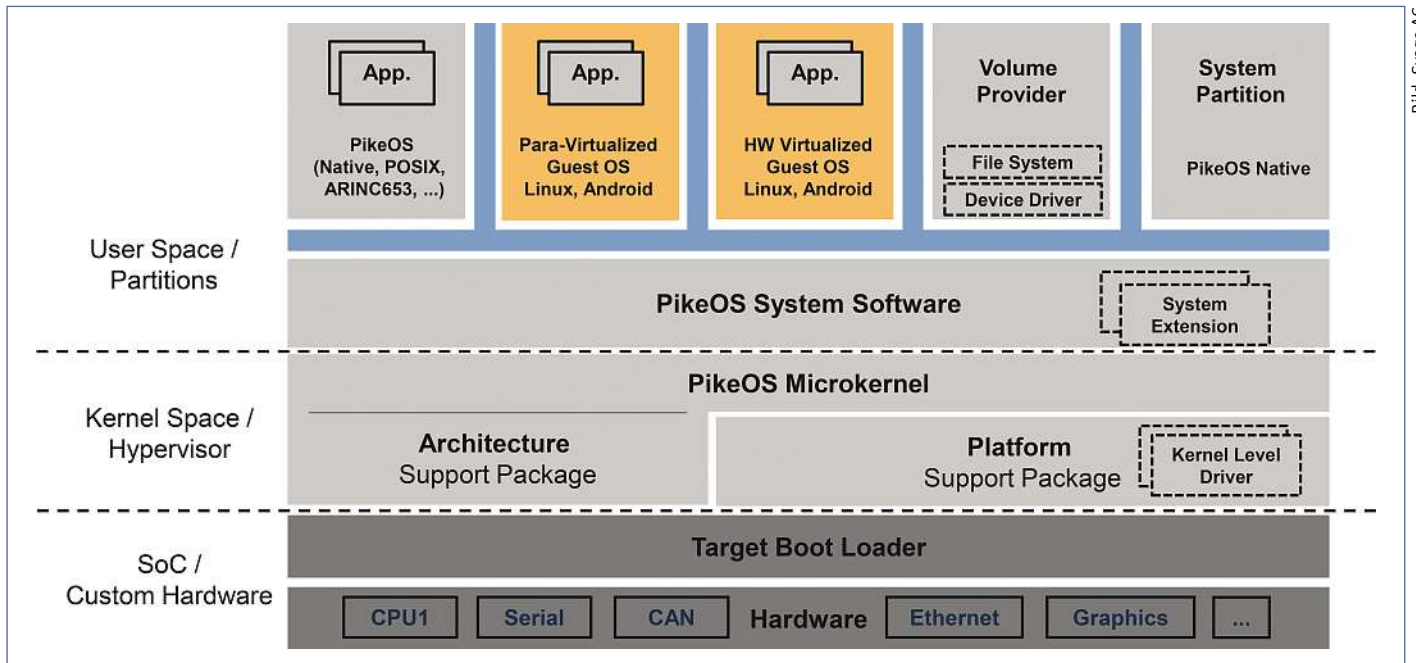 App.
PikeOS
(Native, POSIX,
ARINC653, ...)
App.
Para-Virtualized
Guest OS
Linux, Android
App.
HW Virtualized
Guest OS
Linux, Android
Volume
Provider
File System
Device Driver
System
Partition
PikeOS Native
User Space /
Partitions
PikeOS System Software
System
Extension
Kernel Space /
Hypervisor
PikeOS Microkernel
Architecture
Support Package
Platform
Support Package
Kernel Level
Driver
SoC /
Custom Hardware
Target Boot Loader
CPU1
Serial
CAN
Hardware
Ethernet
Graphics
...